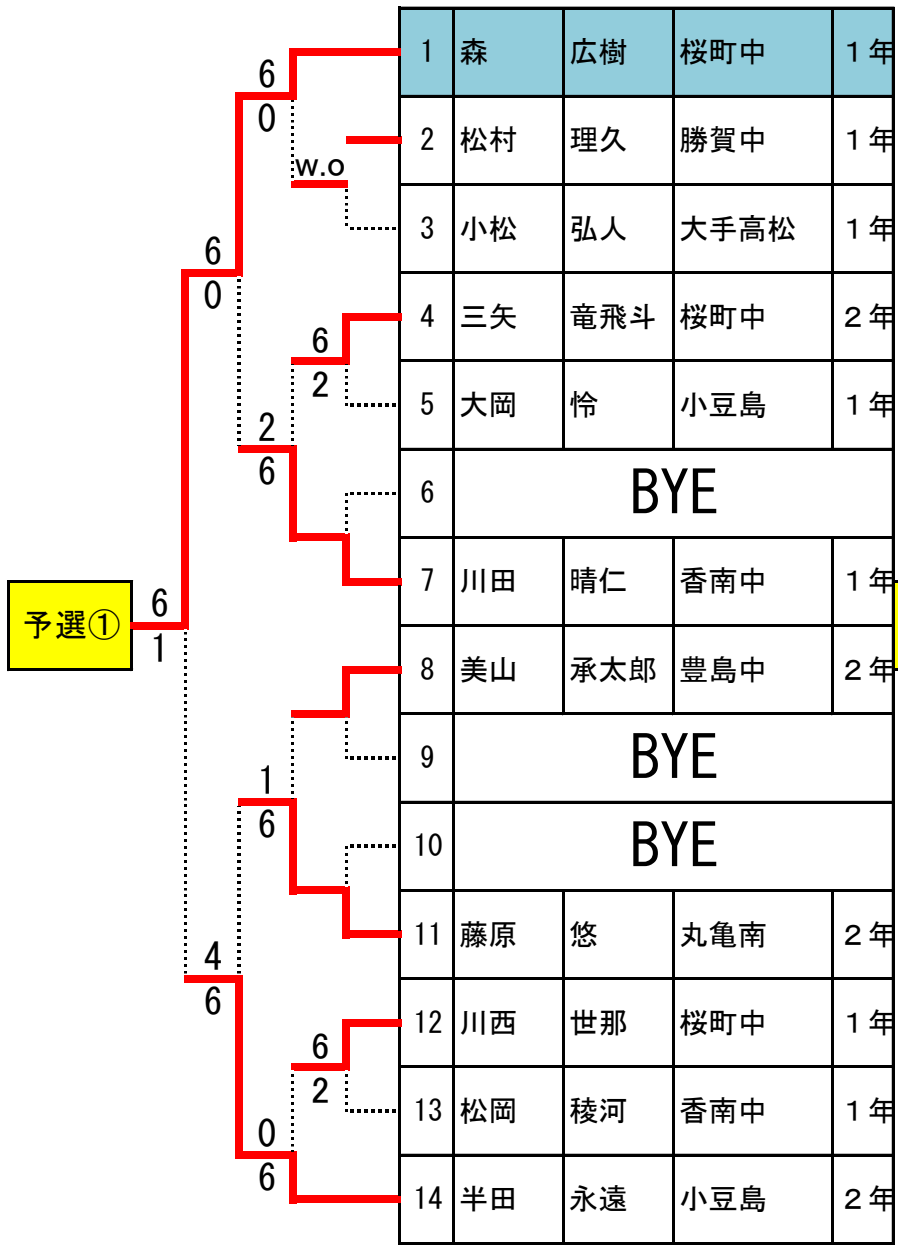 1 森 広樹 桜町中 1年
6
0
2 松村 理久 勝賀中 1年
w.o
3 小松 弘人 大手高松 1年
6
0
4 三矢 竜飛斗 桜町中 2年
6
2
5 大岡 怜 小豆島 1年
2
6
6 BYE
7 川田 晴仁 香南中 1年
予選①
6
1
8 美山 承太郎 豊島中 2年
9 BYE
1
6
10 BYE
11 藤原 悠 丸亀南 2年
4
6
12 川西 世那 桜町中 1年
6
2
13 松岡 稜河 香南中 1年
0
6
14 半田 永遠 小豆島 2年